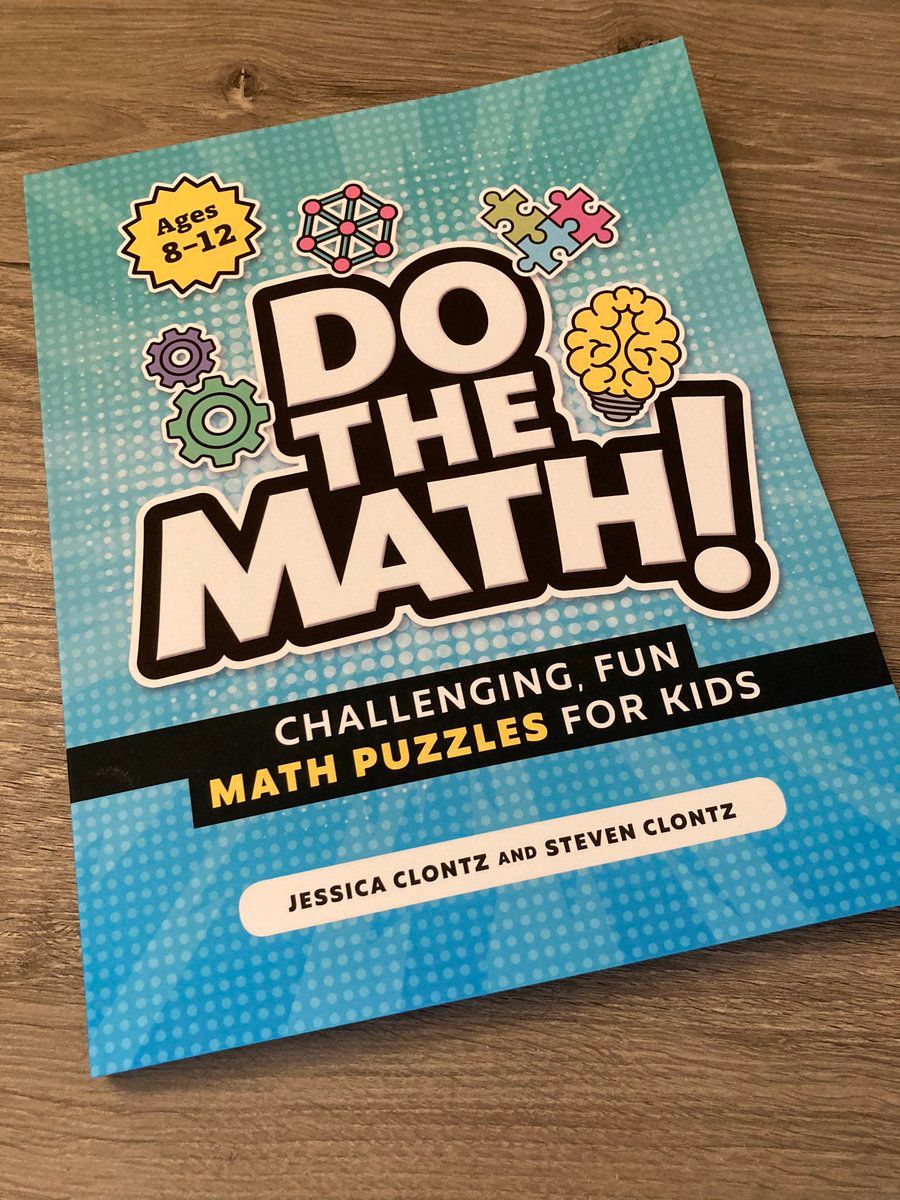 Ages
8–12
DO
THE
MATH!
CHALLENGING, FUN
MATH PUZZLES FOR KIDS
JESSICA CLONTZ AND STEVEN CLONTZ